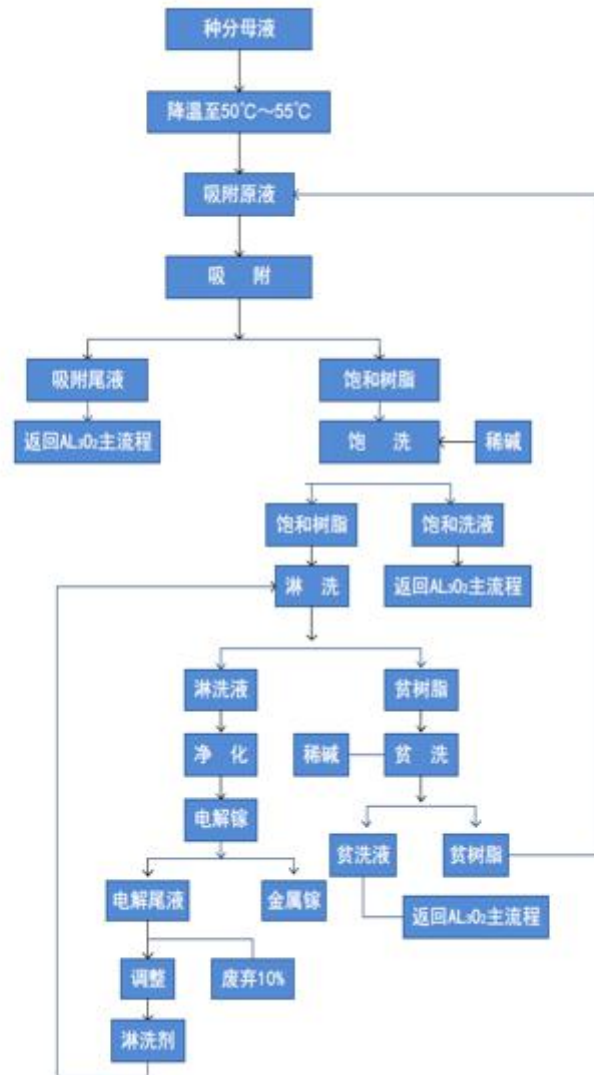 种分母液
降温至50℃～55℃
吸附原液
吸 附
吸附尾液
饱和树脂
返回AL₃O₂主流程
饱 洗
稀碱
饱和树脂
饱和洗液
淋 洗
返回AL₃O₂主流程
淋洗液
贫树脂
净 化
稀碱
贫 洗
电解镓
贫洗液
贫树脂
电解尾液
金属镓
返回AL₃O₂主流程
调整
废弃10%
淋洗剂